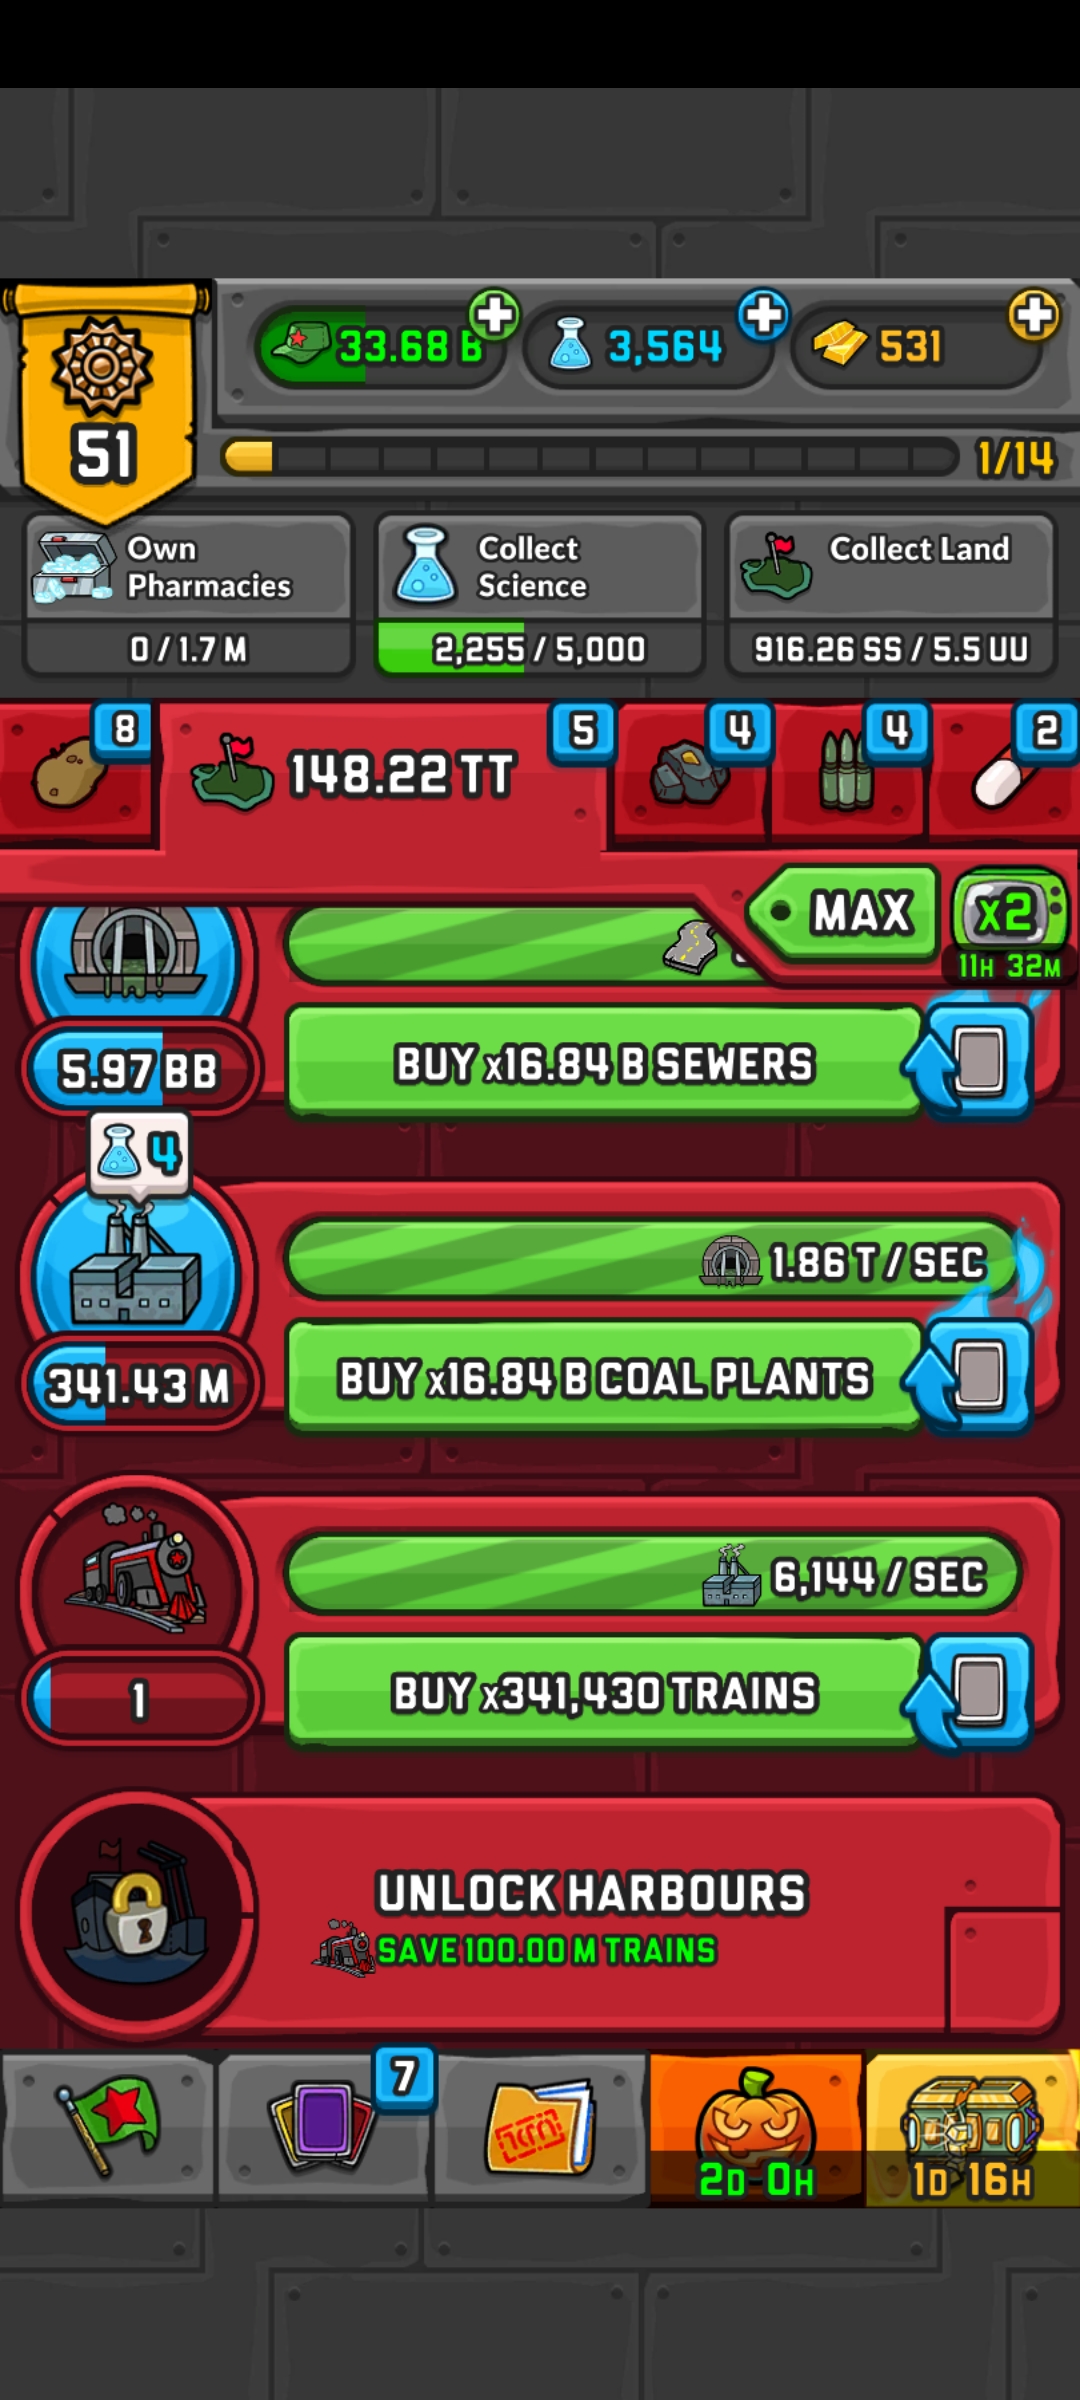 33.68 B
3,564
531
51
1/14
Own
Pharmacies
0 / 1.7 M
Collect
Science
2,255 / 5,000
Collect Land
916.26 SS / 5.5 UU
8
148.22 TT
5
4
4
2
MAX
x2
11H 32M
5.97 BB
BUY x16.84 B SEWERS
4
1.86 T / SEC
341.43 M
BUY x16.84 B COAL PLANTS
6,144 / SEC
1
BUY x341,430 TRAINS
UNLOCK HARBOURS
SAVE 100.00 M TRAINS
7
2D 0H
1D 16H